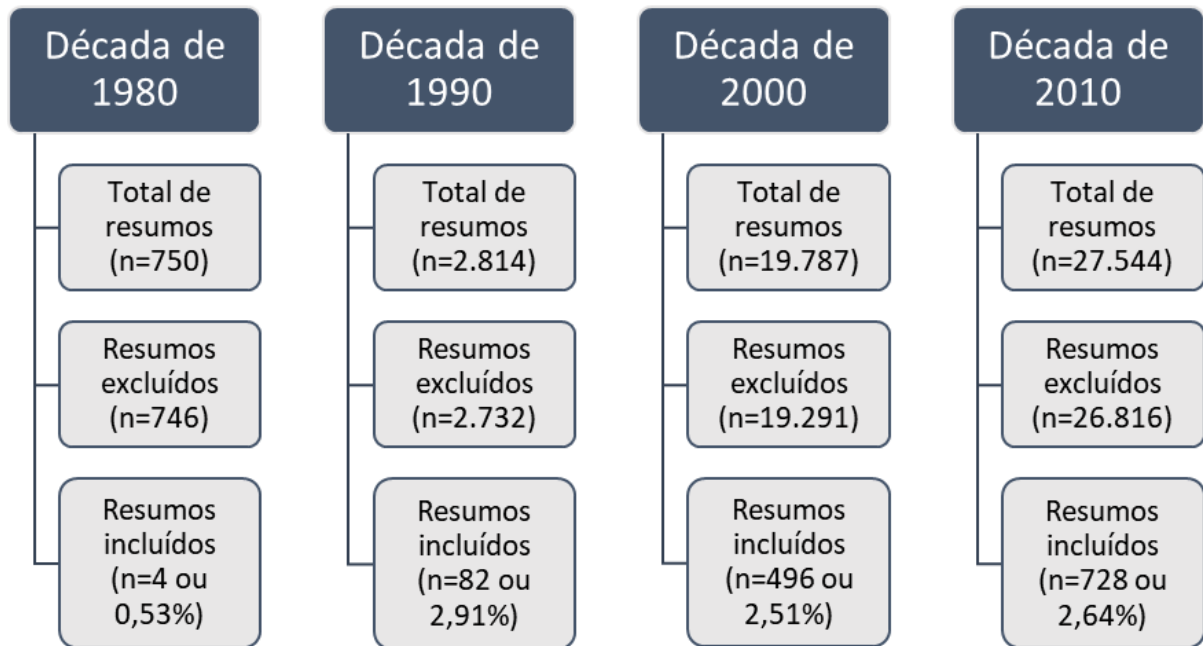 Década de
1980
Total de
resumos
(n=750)
Resumos
excluídos
(n=746)
Resumos
incluídos
(n=4 ou
0,53%)
Década de
1990
Total de
resumos
(n=2.814)
Resumos
excluídos
(n=2.732)
Resumos
incluídos
(n=82 ou
2,91%)
Década de
2000
Total de
resumos
(n=19.787)
Resumos
excluídos
(n=19.291)
Resumos
incluídos
(n=496 ou
2,51%)
Década de
2010
Total de
resumos
(n=27.544)
Resumos
excluídos
(n=26.816)
Resumos
incluídos
(n=728 ou
2,64%)